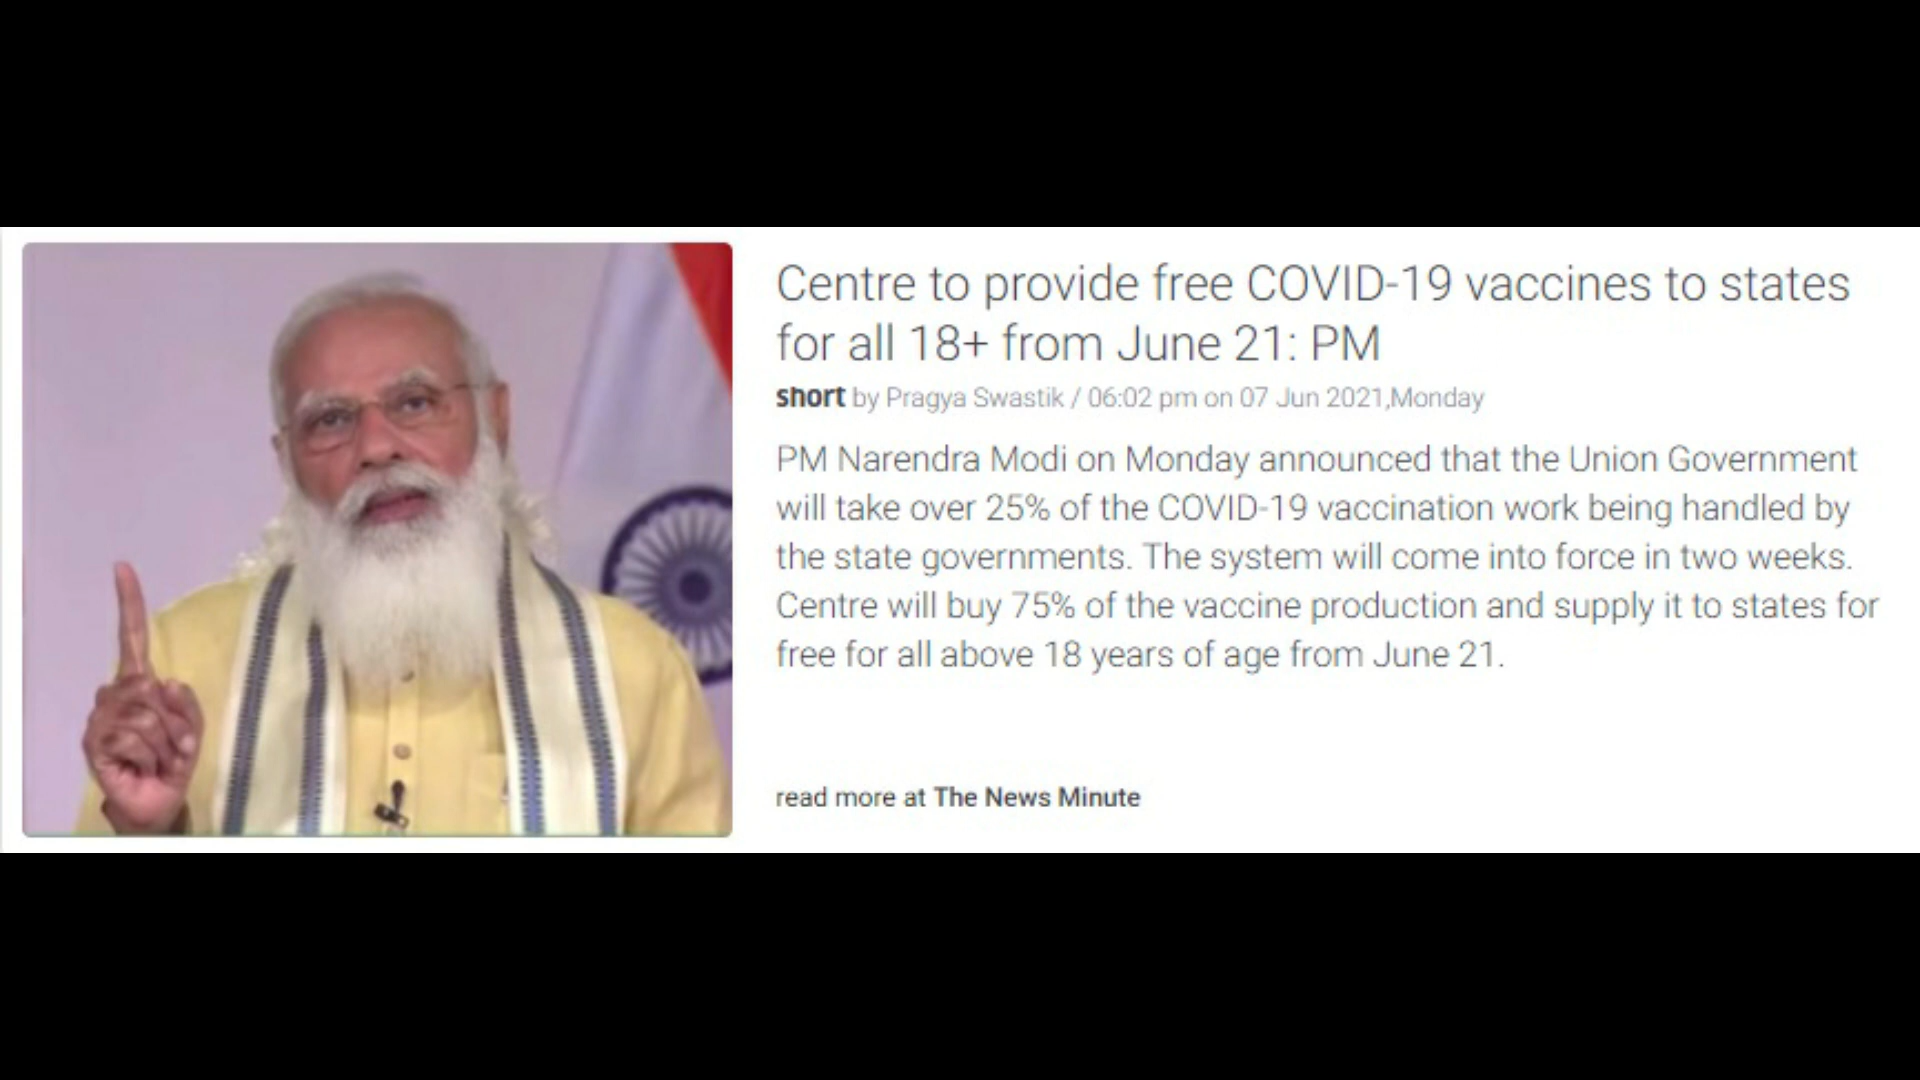 Centre to provide free COVID-19 vaccines to states
for all 18+ from June 21: PM
short by Pragya Swastik / 06:02 pm on 07 Jun 2021,Monday
PM Narendra Modi on Monday announced that the Union Government
will take over 25% of the COVID-19 vaccination work being handled by
the state governments. The system will come into force in two weeks.
Centre will buy 75% of the vaccine production and supply it to states for
free for all above 18 years of age from June 21.
read more at The News Minute